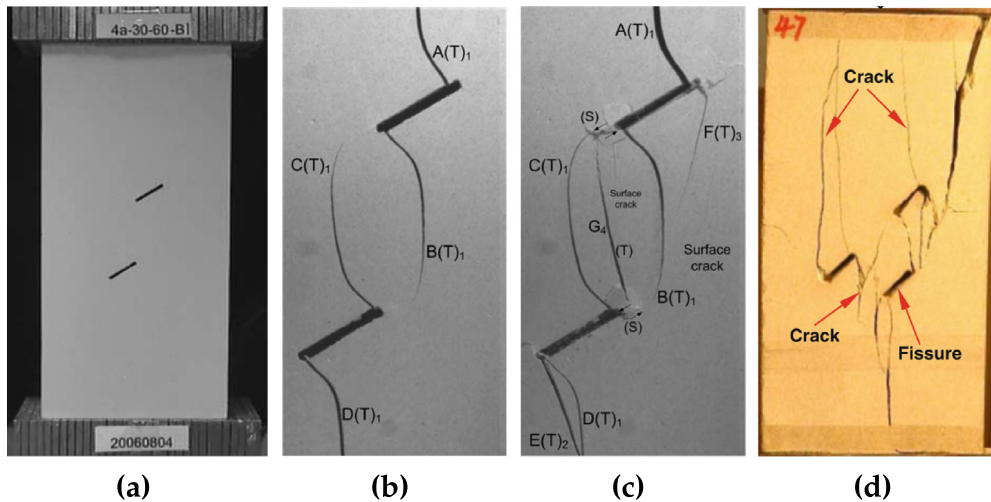 4a-30-60-BI
20060804
(a)
A(T)₁
C(T)₁
B(T)₁
D(T)₁
(b)
A(T)₁
(S)
F(T)₃
C(T)₁
Surface
crack
G₄
(T)
Surface
crack
B(T)₁
(S)
D(T)₁
E(T)₂
(c)
47
Crack
Crack
Fissure
(d)